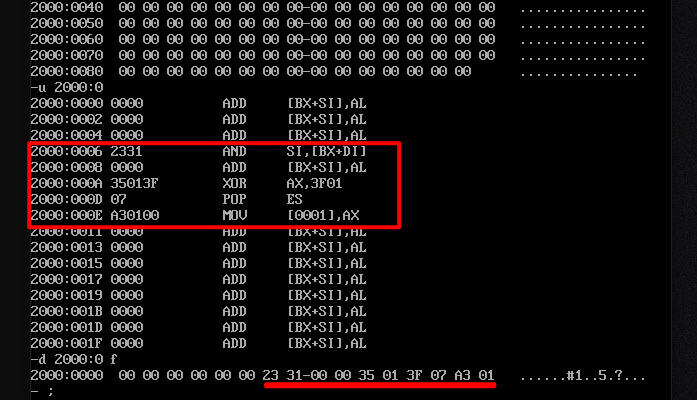 2000:0040 00 00 00 00 00 00 00 00-00 00 00 00 00 00 00 00 ................
2000:0050 00 00 00 00 00 00 00 00-00 00 00 00 00 00 00 00 ................
2000:0060 00 00 00 00 00 00 00 00-00 00 00 00 00 00 00 00 ................
2000:0070 00 00 00 00 00 00 00 00-00 00 00 00 00 00 00 00 ................
2000:0080 00 00 00 00 00 00 00 00-00 00 00 00 00 00 00 ...............
-u 2000:0
2000:0000 0000 ADD [BX+SI],AL
2000:0002 0000 ADD [BX+SI],AL
2000:0004 0000 ADD [BX+SI],AL
2000:0006 2331 AND SI,[BX+DI]
2000:0008 0000 ADD [BX+SI],AL
2000:000A 35013F XOR AX,3F01
2000:000D 07 POP ES
2000:000E A30100 MOV [0001],AX
2000:0011 0000 ADD [BX+SI],AL
2000:0013 0000 ADD [BX+SI],AL
2000:0015 0000 ADD [BX+SI],AL
2000:0017 0000 ADD [BX+SI],AL
2000:0019 0000 ADD [BX+SI],AL
2000:001B 0000 ADD [BX+SI],AL
2000:001D 0000 ADD [BX+SI],AL
2000:001F 0000 ADD [BX+SI],AL
-d 2000:0 f
2000:0000 00 00 00 00 00 00 23 31-00 00 35 01 3F 07 A3 01 ......#1..5.?...
- ;